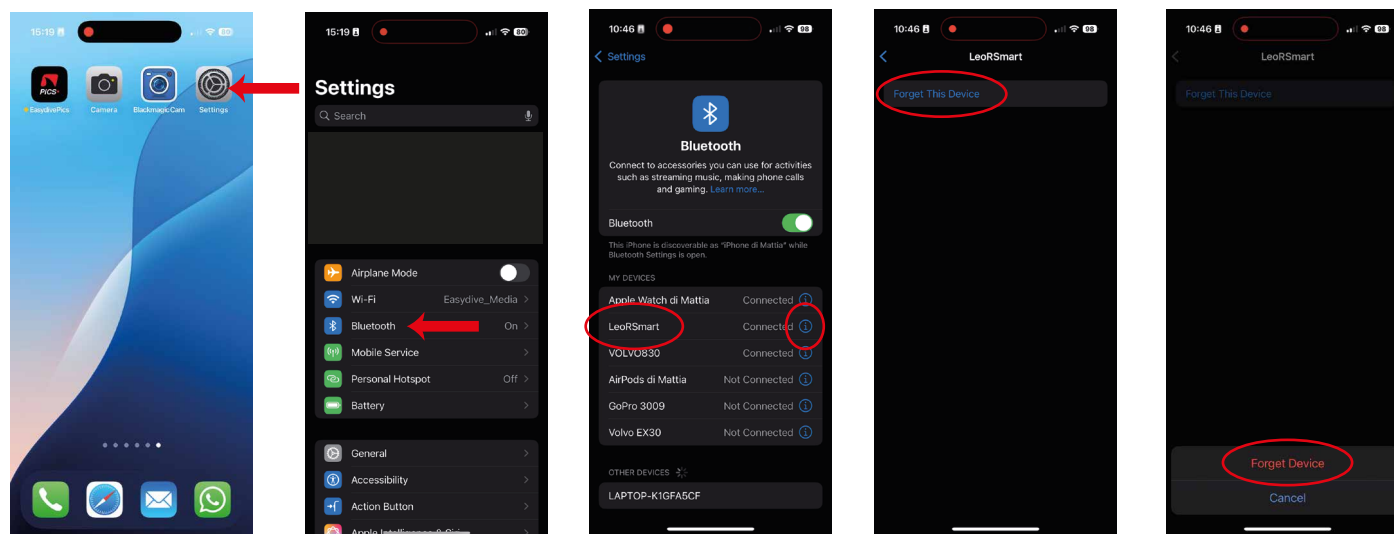 15:19
80
PiCS
EasydivePics
Camera
BlackmagicCam
Settings
15:19
80
Settings
Search
Airplane Mode
Wi-Fi Easydive_Media
Bluetooth On
Mobile Service
Personal Hotspot Off
Battery
General
Accessibility
Action Button
Apple Intelligence & Siri
10:46
98
Settings
Bluetooth
Connect to accessories you can use for activities
such as streaming music, making phone calls
and gaming. Learn more...
Bluetooth
This iPhone is discoverable as "iPhone di Mattia" while
Bluetooth Settings is open.
MY DEVICES
Apple Watch di Mattia Connected
LeoRSmart Connected
VOLVO830 Connected
AirPods di Mattia Not Connected
GoPro 3009 Not Connected
Volvo EX30 Not Connected
OTHER DEVICES
LAPTOP-K1GFA5CF
10:46
98
LeoRSmart
Forget This Device
10:46
98
LeoRSmart
Forget This Device
Forget Device
Cancel